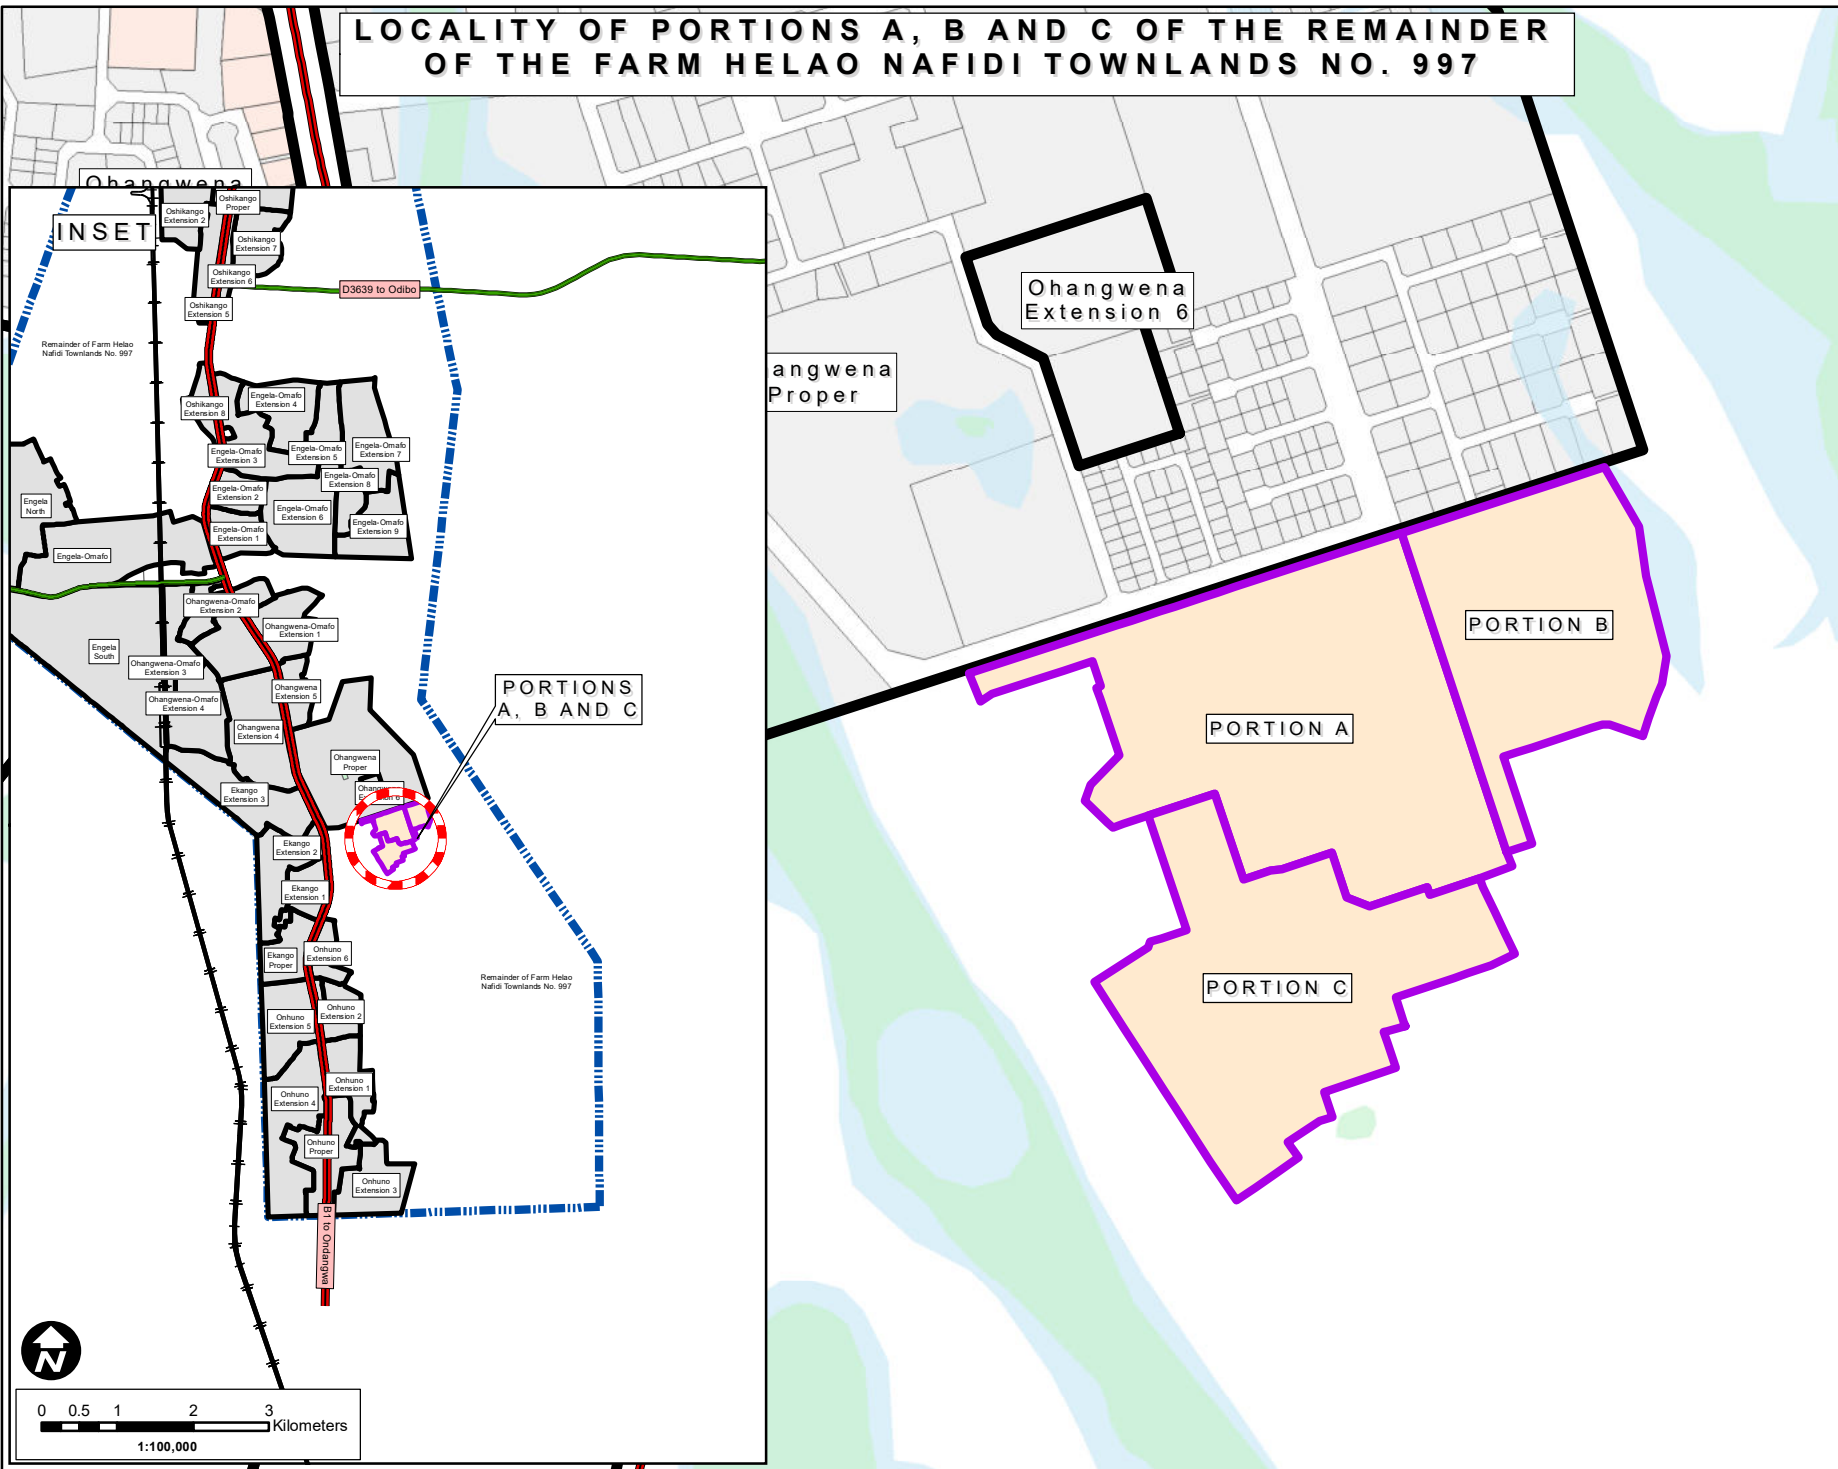 LOCALITY OF PORTIONS A, B AND C OF THE REMAINDER
OF THE FARM HELAO NAFIDI TOWNLANDS NO. 997
Ohangwena
INSET
Oshikango
Proper
Oshikango
Extension 2
Oshikango
Extension 7
Oshikango
Extension 6
Oshikango
Extension 5
D3639 to Odibo
Remainder of Farm Helao
Nafidi Townlands No. 997
Oshikango
Extension 8
Engela-Omafo
Extension 4
Engela-Omafo
Extension 3
Engela-Omafo
Extension 5
Engela-Omafo
Extension 7
Engela-Omafo
Extension 8
Engela-Omafo
Extension 2
Engela-Omafo
Extension 6
Engela-Omafo
Extension 9
Engela-Omafo
Extension 1
Engela
North
Engela-Omafo
Ohangwena-Omafo
Extension 2
Ohangwena-Omafo
Extension 1
Engela
South
Ohangwena-Omafo
Extension 3
Ohangwena-Omafo
Extension 4
Ohangwena
Extension 5
Ohangwena
Extension 4
PORTIONS
A, B AND C
Ohangwena
Proper
Ekango
Extension 3
Ekango
Extension 2
Ekango
Extension 1
Ekango
Proper
Onhuno
Extension 6
Remainder of Farm Helao
Nafidi Townlands No. 997
Onhuno
Extension 5
Onhuno
Extension 2
Onhuno
Extension 1
Onhuno
Extension 4
Onhuno
Proper
Onhuno
Extension 3
B1 to Ondangwa
N
0 0.5 1 2 3
Kilometers
1:100,000
Ohangwena
Extension 6
angwena
Proper
PORTION B
PORTION A
PORTION C